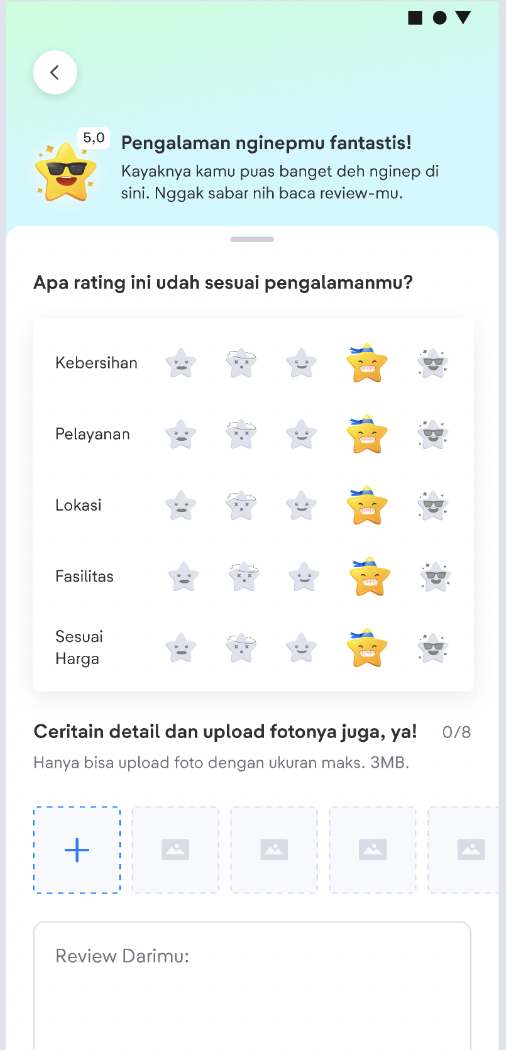 5,0
Pengalaman nginepmu fantastis!
Kayaknya kamu puas banget deh nginep di
sini. Nggak sabar nih baca review-mu.
Apa rating ini udah sesuai pengalamanmu?
Kebersihan
Pelayanan
Lokasi
Fasilitas
Sesuai
Harga
Ceritain detail dan upload fotonya juga, ya! 0/8
Hanya bisa upload foto dengan ukuran maks. 3MB.
Review Darimu: